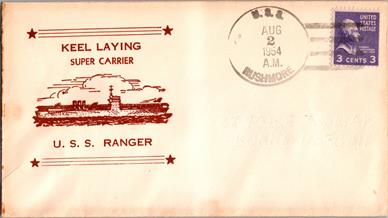 KEEL LAYING
SUPER CARRIER
U. S. S. RANGER
U. S. S.
AUG
2
1954
A.M.
RUSHMORE
UNITED STATES
POSTAGE
3 CENTS 3